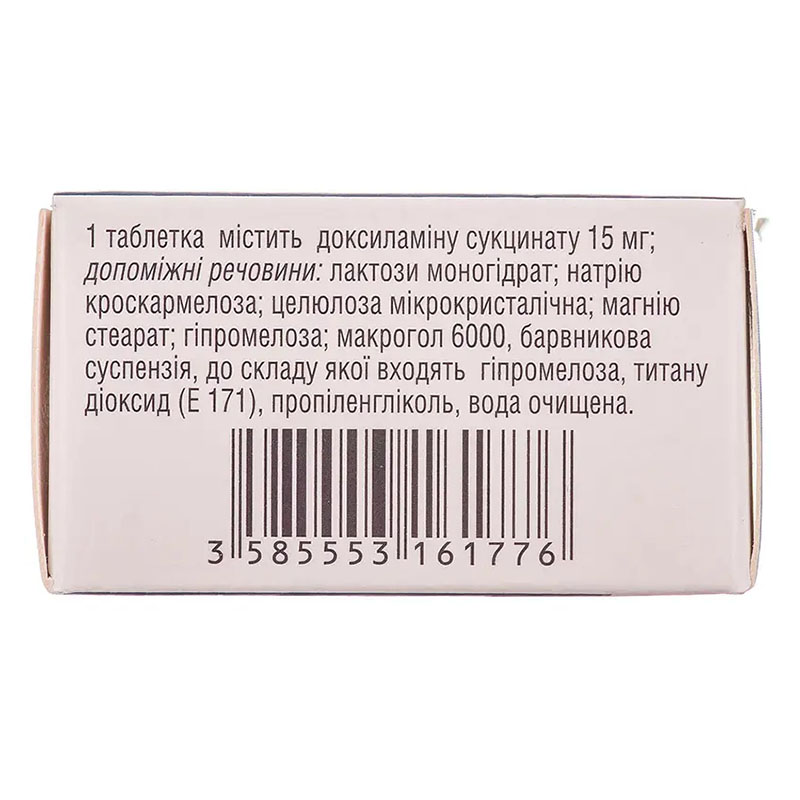 1 таблетка містить доксиламіну сукцинату 15 мг;
допоміжні речовини: лактози моногідрат; натрію
кроскармелоза; целюлоза мікрокристалічна; магнію
стеарат; гіпромелоза; макрогол 6000, барвникова
суспензія, до складу якої входять гіпромелоза, титану
діоксид (Е 171), пропіленгліколь, вода очищена.
3 585553 161776